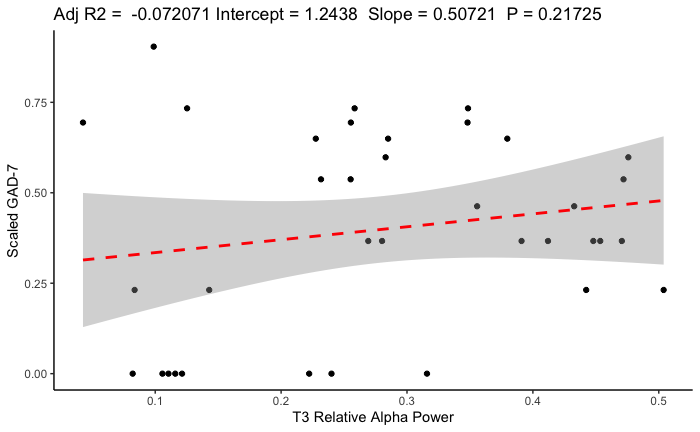 Adj R2 =  -0.072071 Intercept = 1.2438  Slope = 0.50721  P = 0.21725
0.75
0.50
0.25
0.00
Scaled GAD-7
0.1 0.2 0.3 0.4 0.5
T3 Relative Alpha Power